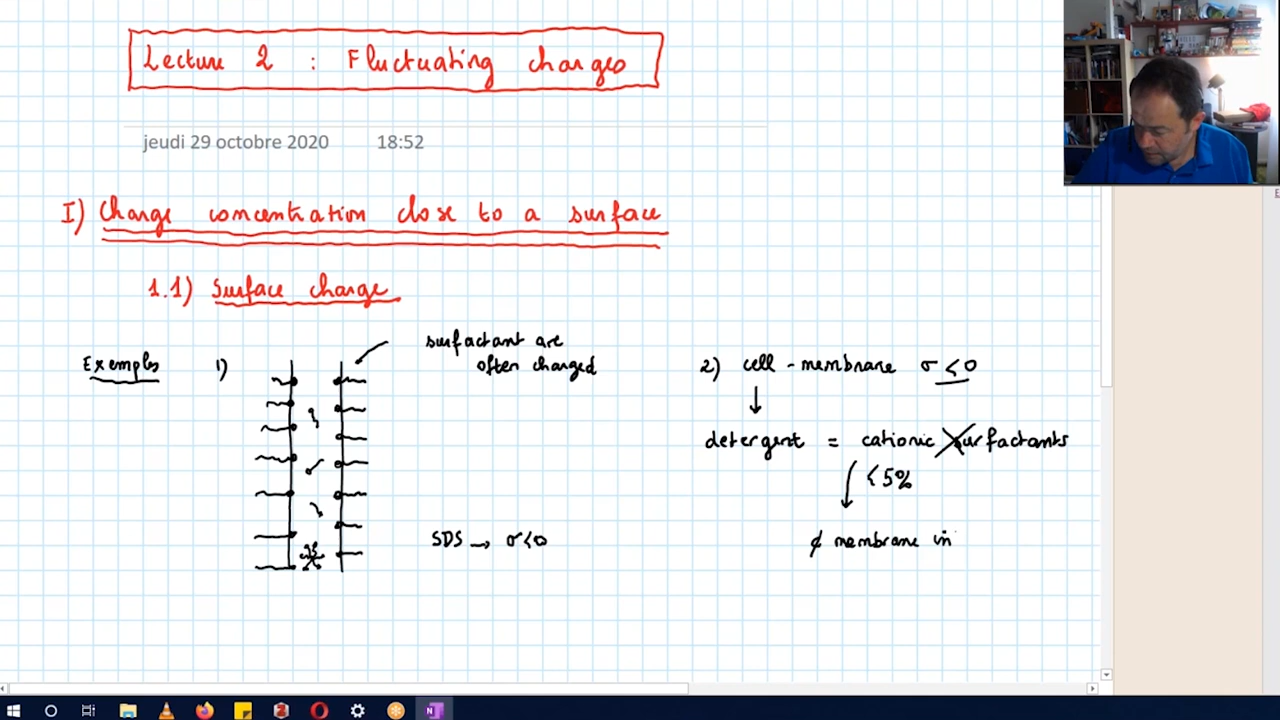 Lecture 2 : Fluctuating charges
jeudi 29 octobre 2020 18:52
I) Charge concentration close to a surface
1.1) Surface charge
Exemples 1)
surfactant are
often charged
SDS → σ<0
2) cell-membrane σ<0
detergent = cationic surfactants
<5%
¢ membrane in